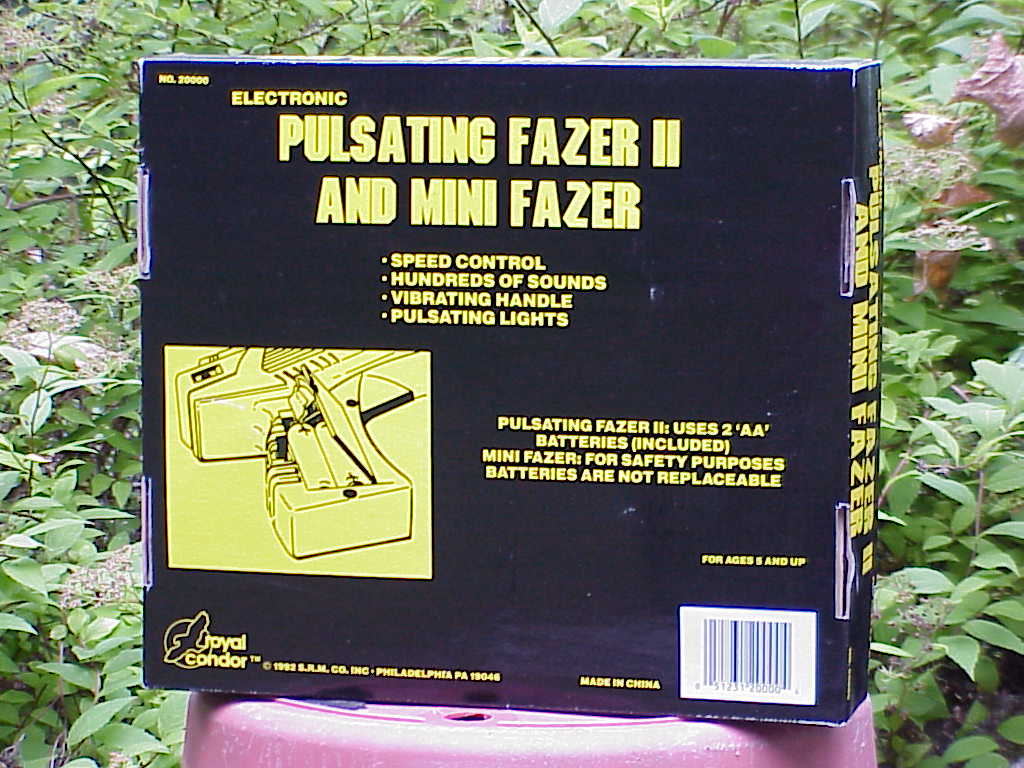 NO. 20000
ELECTRONIC
PULSATING FAZER II
AND MINI FAZER
· SPEED CONTROL
· HUNDREDS OF SOUNDS
· VIBRATING HANDLE
· PULSATING LIGHTS
PULSATING FAZER II: USES 2 'AA'
BATTERIES (INCLUDED)
MINI FAZER: FOR SAFETY PURPOSES
BATTERIES ARE NOT REPLACEABLE
FOR AGES 5 AND UP
royal
condor™
© 1992 S.R.M. CO. INC · PHILADELPHIA PA 19046
MADE IN CHINA
51231 20000
PULSATING FAZER II
AND MINI FAZER